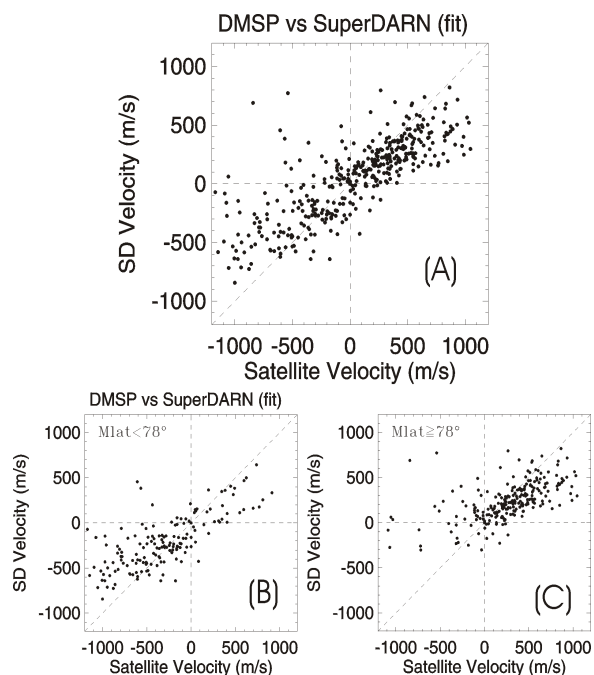 DMSP vs SuperDARN (fit)
1000
500
0
-500
-1000
SD Velocity (m/s)
(A)
-1000 -500 0 500 1000
Satellite Velocity (m/s)
DMSP vs SuperDARN (fit)
Mlat<78°
1000
500
0
-500
-1000
SD Velocity (m/s)
(B)
-1000 -500 0 500 1000
Satellite Velocity (m/s)
Mlat≧78°
1000
500
0
-500
-1000
SD Velocity (m/s)
(C)
-1000 -500 0 500 1000
Satellite Velocity (m/s)